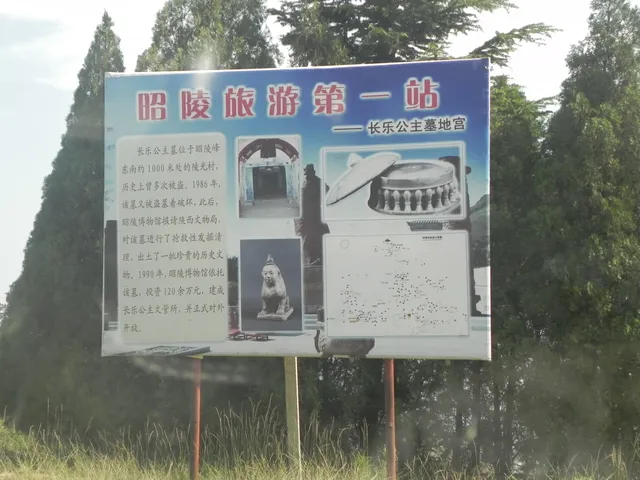 昭陵旅游第一站
—— 长乐公主墓地宫
长乐公主墓位于昭陵峰
东南约1000米处的陵光村,
历史上曾多次被盗。1986年,
该墓又被盗墓者破坏,此后,
昭陵博物馆报请陕西文物局,
对该墓进行了抢救性发掘清
理,出土了一批珍贵的历史文
物。1990年,昭陵博物馆依托
该墓,投资120余万元,建成
长乐公主文管所,并正式对外
开放。